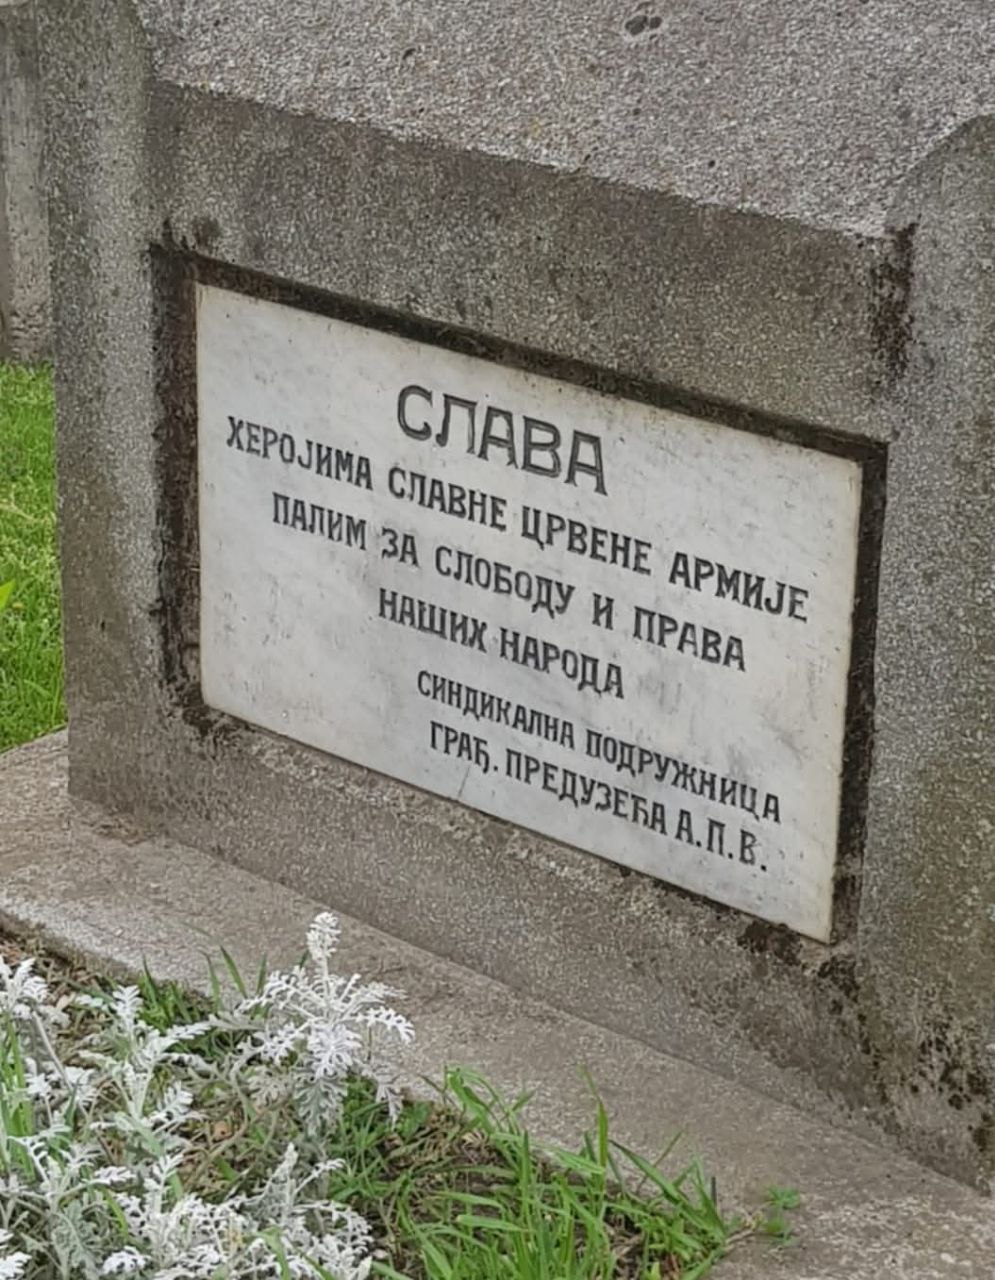 СЛАВА
ХЕРОЈИМА СЛАВНЕ ЦРВЕНЕ АРМИЈЕ
ПАЛИМ ЗА СЛОБОДУ И ПРАВА
НАШИХ НАРОДА
СИНДИКАЛНА ПОДРУЖНИЦА
ГРАЂ. ПРЕДУЗЕЋА А.П.В.